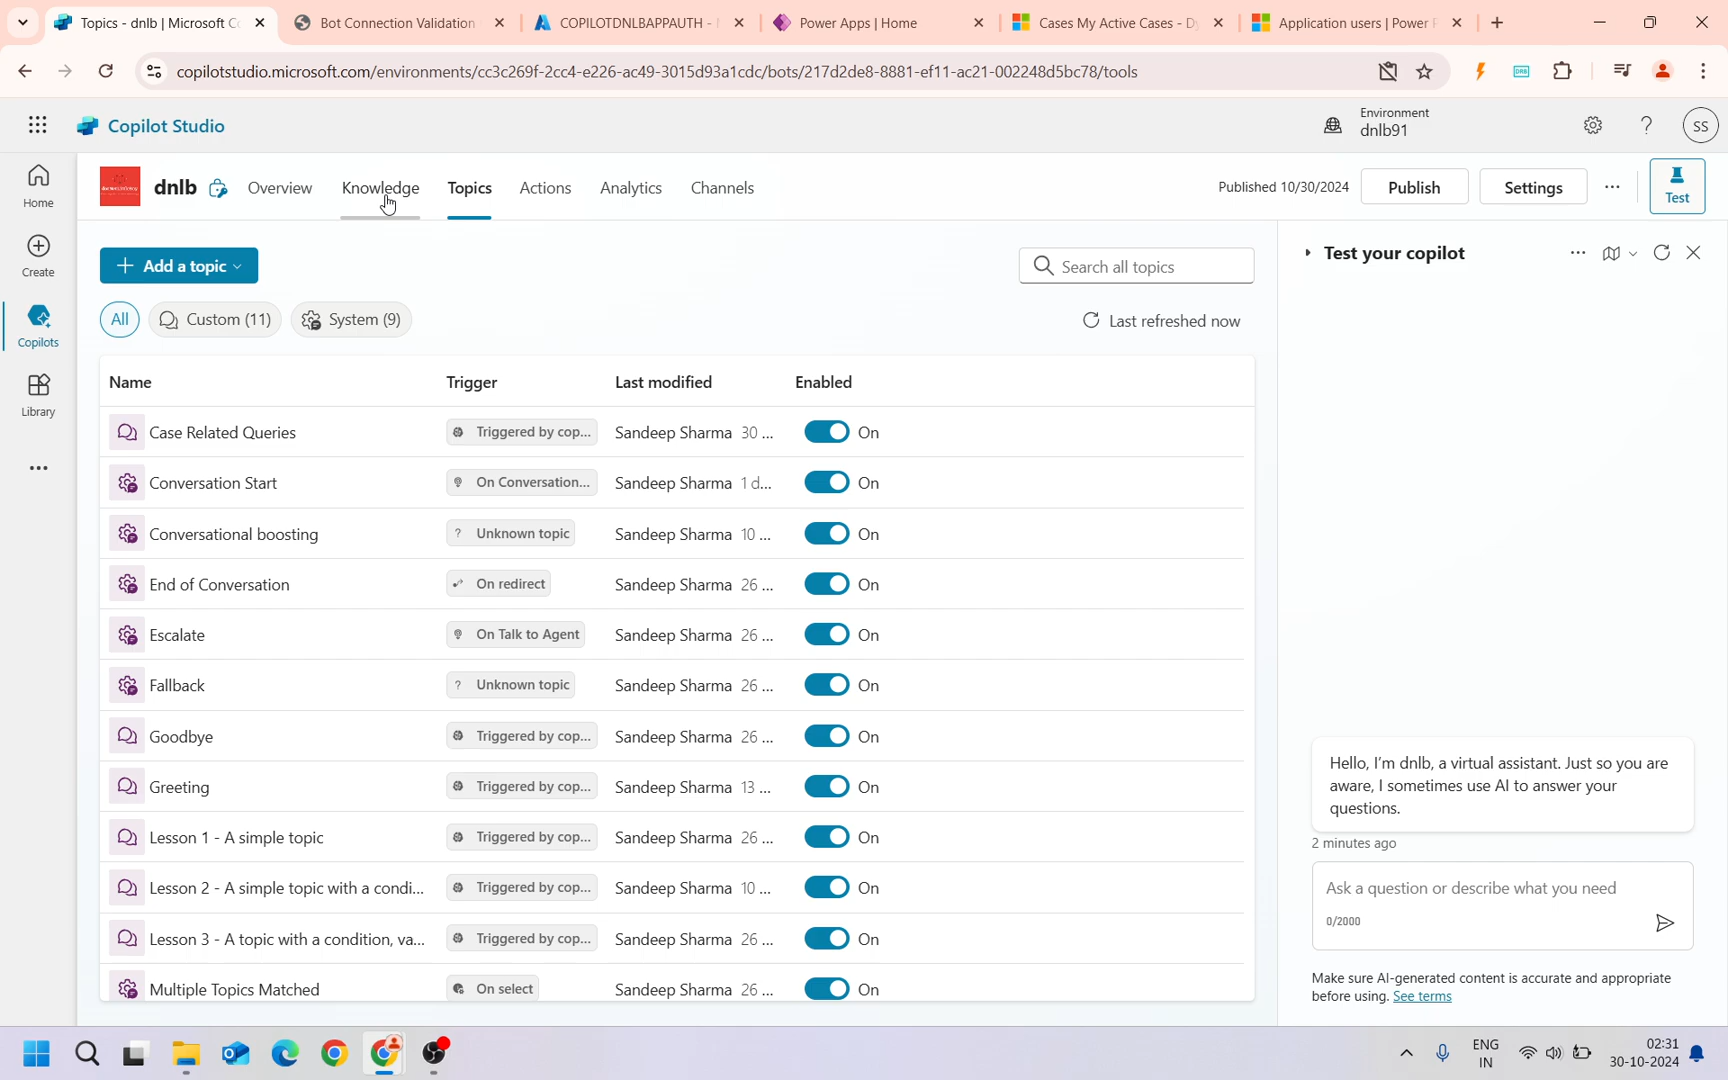 Topics - dnlb | Microsoft C
Bot Connection Validation
COPILOTDNLBAPPAUTH -
Power Apps | Home
Cases My Active Cases - Dy
Application users | Power P
copilotstudio.microsoft.com/environments/cc3c269f-2cc4-e226-ac49-3015d93a1cdc/bots/217d2de8-8881-ef11-ac21-002248d5bc78/tools
Copilot Studio
Environment
dnlb91
SS
Home
Create
Copilots
Library
dnlb
Overview
Knowledge
Topics
Actions
Analytics
Channels
Published 10/30/2024
Publish
Settings
Test
Add a topic
Search all topics
All
Custom (11)
System (9)
Last refreshed now
Name Trigger Last modified Enabled
Case Related Queries Triggered by cop... Sandeep Sharma 30 ... On
Conversation Start On Conversation... Sandeep Sharma 1 d... On
Conversational boosting ? Unknown topic Sandeep Sharma 10 ... On
End of Conversation On redirect Sandeep Sharma 26 ... On
Escalate On Talk to Agent Sandeep Sharma 26 ... On
Fallback ? Unknown topic Sandeep Sharma 26 ... On
Goodbye Triggered by cop... Sandeep Sharma 26 ... On
Greeting Triggered by cop... Sandeep Sharma 13 ... On
Lesson 1 - A simple topic Triggered by cop... Sandeep Sharma 26 ... On
Lesson 2 - A simple topic with a condi... Triggered by cop... Sandeep Sharma 10 ... On
Lesson 3 - A topic with a condition, va... Triggered by cop... Sandeep Sharma 26 ... On
Multiple Topics Matched On select Sandeep Sharma 26 ... On
Test your copilot
Hello, I'm dnlb, a virtual assistant. Just so you are
aware, I sometimes use AI to answer your
questions.
2 minutes ago
Ask a question or describe what you need
0/2000
Make sure AI-generated content is accurate and appropriate
before using. See terms
ENG
IN
02:31
30-10-2024